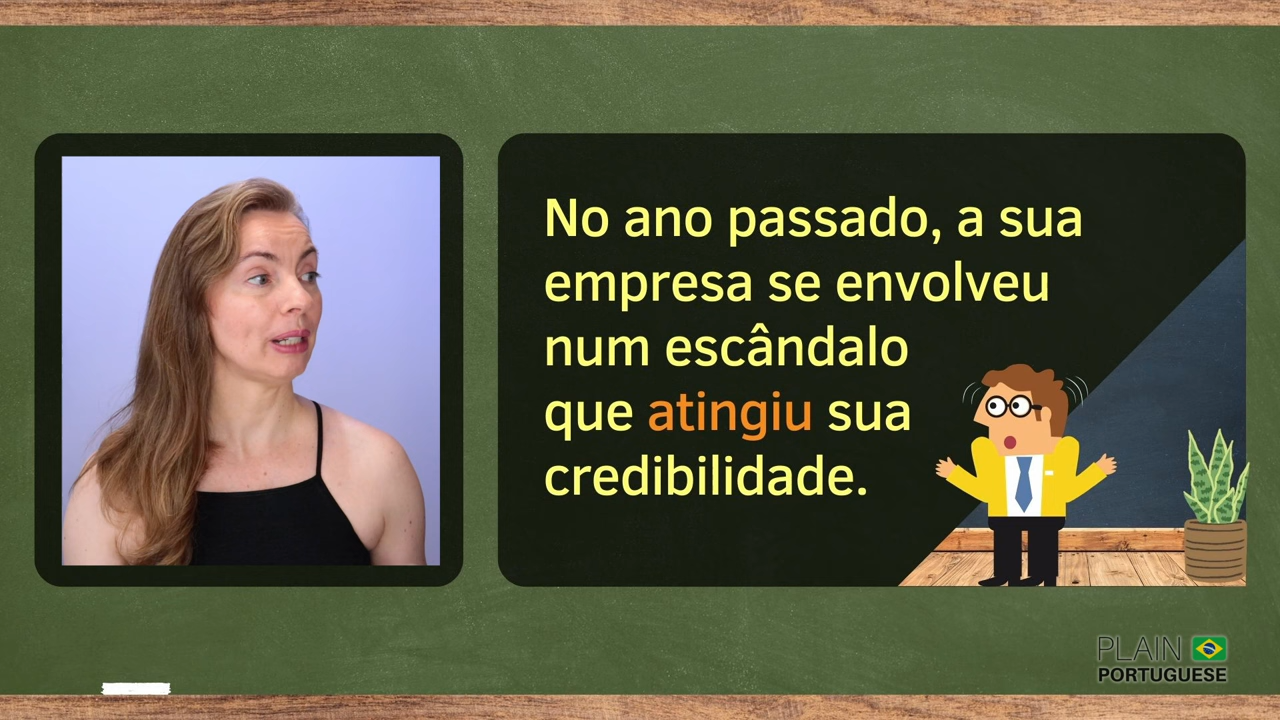 No ano passado, a sua
empresa se envolveu
num escândalo
que atingiu sua
credibilidade.
PLAIN
PORTUGUESE